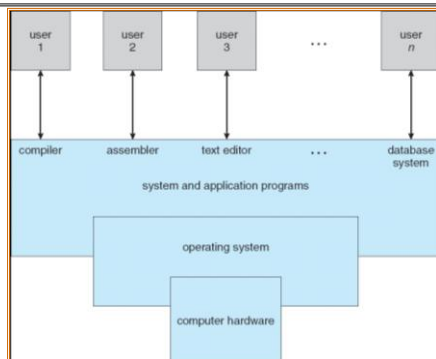 user
1
user
2
user
3
...
user
n
compiler
assembler
text editor
...
database
system
system and application programs
operating system
computer hardware